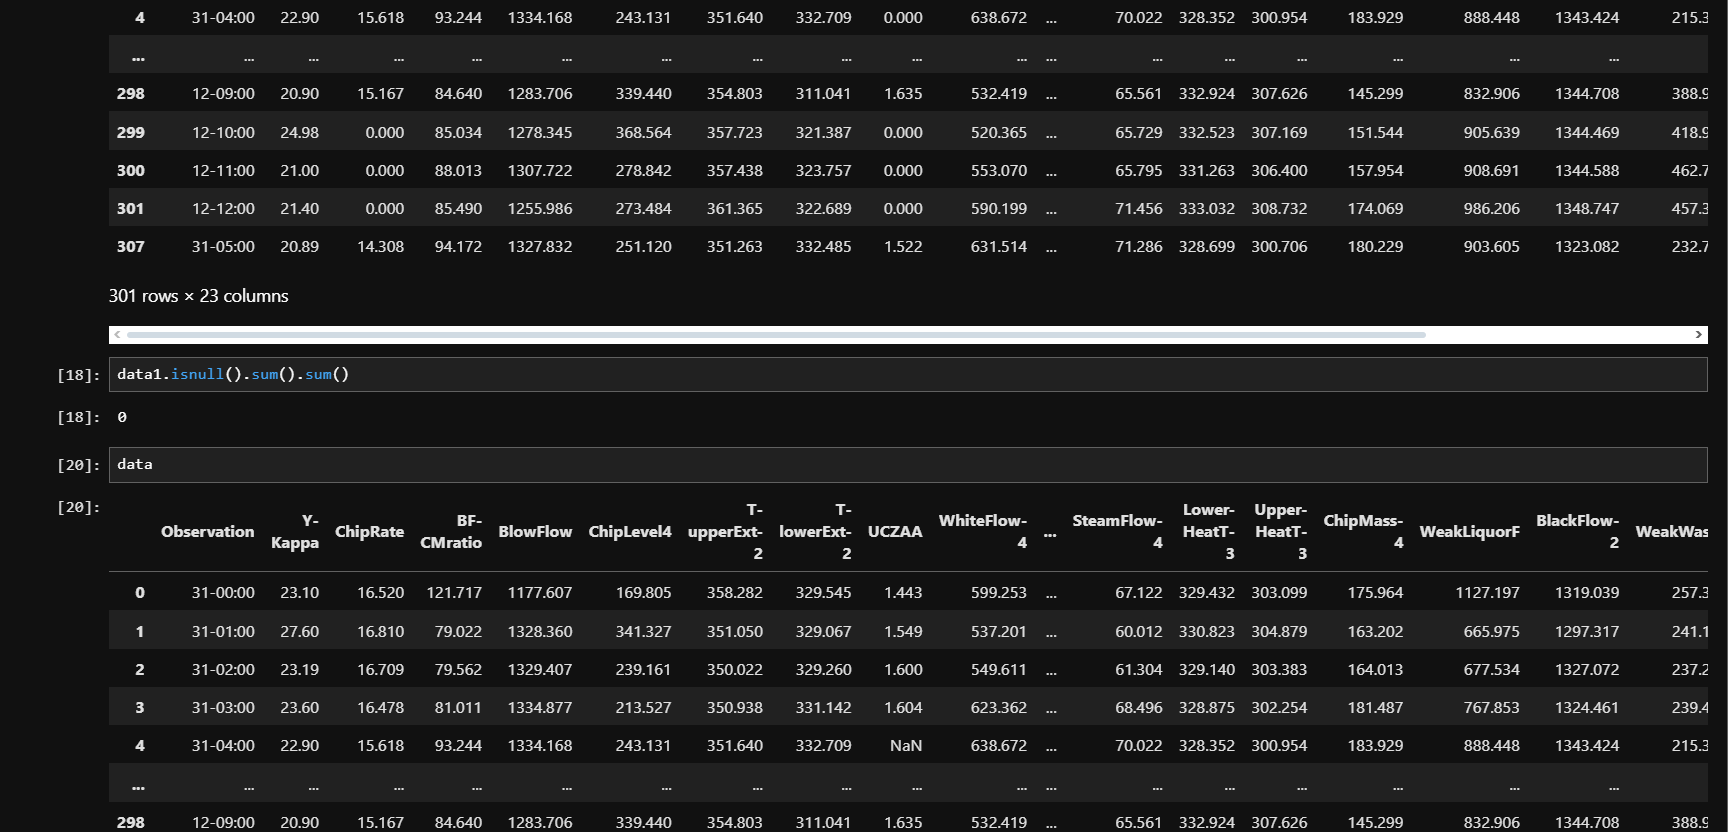 4 31-04:00 22.90 15.618 93.244 1334.168 243.131 351.640 332.709 0.000 638.672 ... 70.022 328.352 300.954 183.929 888.448 1343.424 215.3
... ... ... ... ... ... ... ... ... ... ... ... ... ... ... ... ... ...
298 12-09:00 20.90 15.167 84.640 1283.706 339.440 354.803 311.041 1.635 532.419 ... 65.561 332.924 307.626 145.299 832.906 1344.708 388.9
299 12-10:00 24.98 0.000 85.034 1278.345 368.564 357.723 321.387 0.000 520.365 ... 65.729 332.523 307.169 151.544 905.639 1344.469 418.9
300 12-11:00 21.00 0.000 88.013 1307.722 278.842 357.438 323.757 0.000 553.070 ... 65.795 331.263 306.400 157.954 908.691 1344.588 462.7
301 12-12:00 21.40 0.000 85.490 1255.986 273.484 361.365 322.689 0.000 590.199 ... 71.456 333.032 308.732 174.069 986.206 1348.747 457.3
307 31-05:00 20.89 14.308 94.172 1327.832 251.120 351.263 332.485 1.522 631.514 ... 71.286 328.699 300.706 180.229 903.605 1323.082 232.7
301 rows × 23 columns
[18]: data1.isnull().sum().sum()
[18]: 0
[20]: data
[20]:
Observation Y-Kappa ChipRate BF-CMratio BlowFlow ChipLevel4 T-upperExt-2 T-lowerExt-2 UCZAA WhiteFlow-4 ... SteamFlow-4 Lower-HeatT-3 Upper-HeatT-3 ChipMass-4 WeakLiquorF BlackFlow-2 WeakWas
0 31-00:00 23.10 16.520 121.717 1177.607 169.805 358.282 329.545 1.443 599.253 ... 67.122 329.432 303.099 175.964 1127.197 1319.039 257.3
1 31-01:00 27.60 16.810 79.022 1328.360 341.327 351.050 329.067 1.549 537.201 ... 60.012 330.823 304.879 163.202 665.975 1297.317 241.1
2 31-02:00 23.19 16.709 79.562 1329.407 239.161 350.022 329.260 1.600 549.611 ... 61.304 329.140 303.383 164.013 677.534 1327.072 237.2
3 31-03:00 23.60 16.478 81.011 1334.877 213.527 350.938 331.142 1.604 623.362 ... 68.496 328.875 302.254 181.487 767.853 1324.461 239.4
4 31-04:00 22.90 15.618 93.244 1334.168 243.131 351.640 332.709 NaN 638.672 ... 70.022 328.352 300.954 183.929 888.448 1343.424 215.3
... ... ... ... ... ... ... ... ... ... ... ... ... ... ... ... ... ...
298 12-09:00 20.90 15.167 84.640 1283.706 339.440 354.803 311.041 1.635 532.419 ... 65.561 332.924 307.626 145.299 832.906 1344.708 388.9